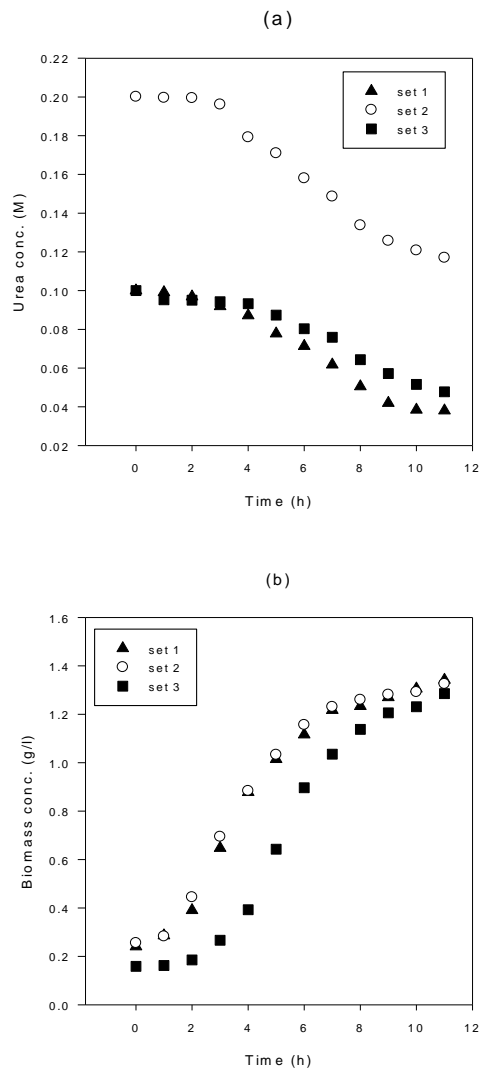 (a)
0.22
0.20
0.18
0.16
0.14
0.12
0.10
0.08
0.06
0.04
0.02
Urea conc. (M)
set 1
set 2
set 3
0 2 4 6 8 10 12
Time (h)
(b)
1.6
1.4
1.2
1.0
0.8
0.6
0.4
0.2
0.0
Biomass conc. (g/l)
set 1
set 2
set 3
0 2 4 6 8 10 12
Time (h)